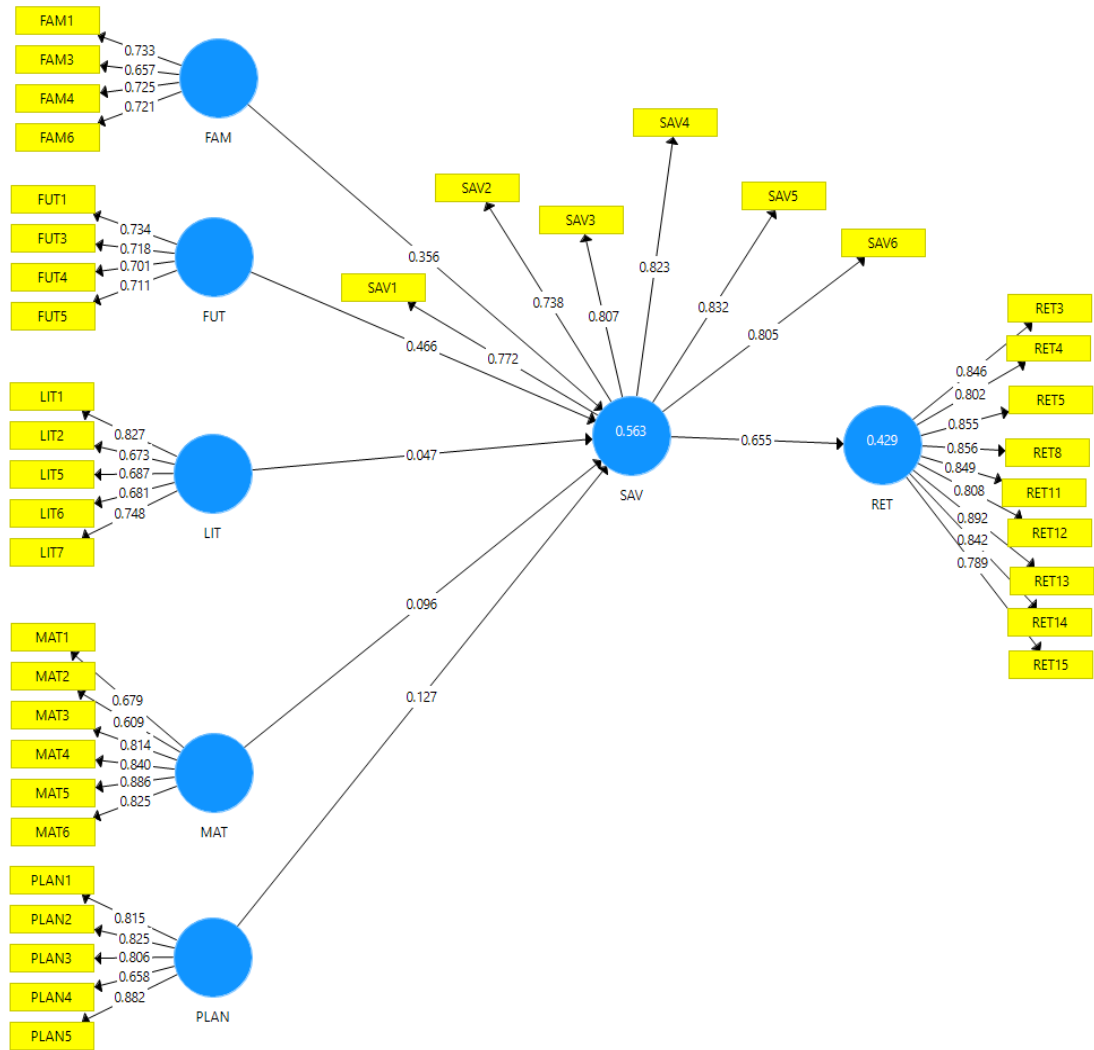 FAM1
FAM3
FAM4
FAM6
0.733
0.657
0.725
0.721
FAM
FUT1
FUT3
FUT4
FUT5
0.734
0.718
0.701
0.711
FUT
LIT1
LIT2
LIT5
LIT6
LIT7
0.827
0.673
0.687
0.681
0.748
LIT
MAT1
MAT2
MAT3
MAT4
MAT5
MAT6
0.679
0.609
0.814
0.840
0.886
0.825
MAT
PLAN1
PLAN2
PLAN3
PLAN4
PLAN5
0.815
0.825
0.806
0.658
0.882
PLAN
0.356
0.466
0.047
0.096
0.127
SAV1
SAV2
SAV3
SAV4
SAV5
SAV6
0.772
0.738
0.807
0.823
0.832
0.805
0.563
SAV
0.655
0.429
RET
0.846
0.802
0.855
0.856
0.849
0.808
0.892
0.842
0.789
RET3
RET4
RET5
RET8
RET11
RET12
RET13
RET14
RET15